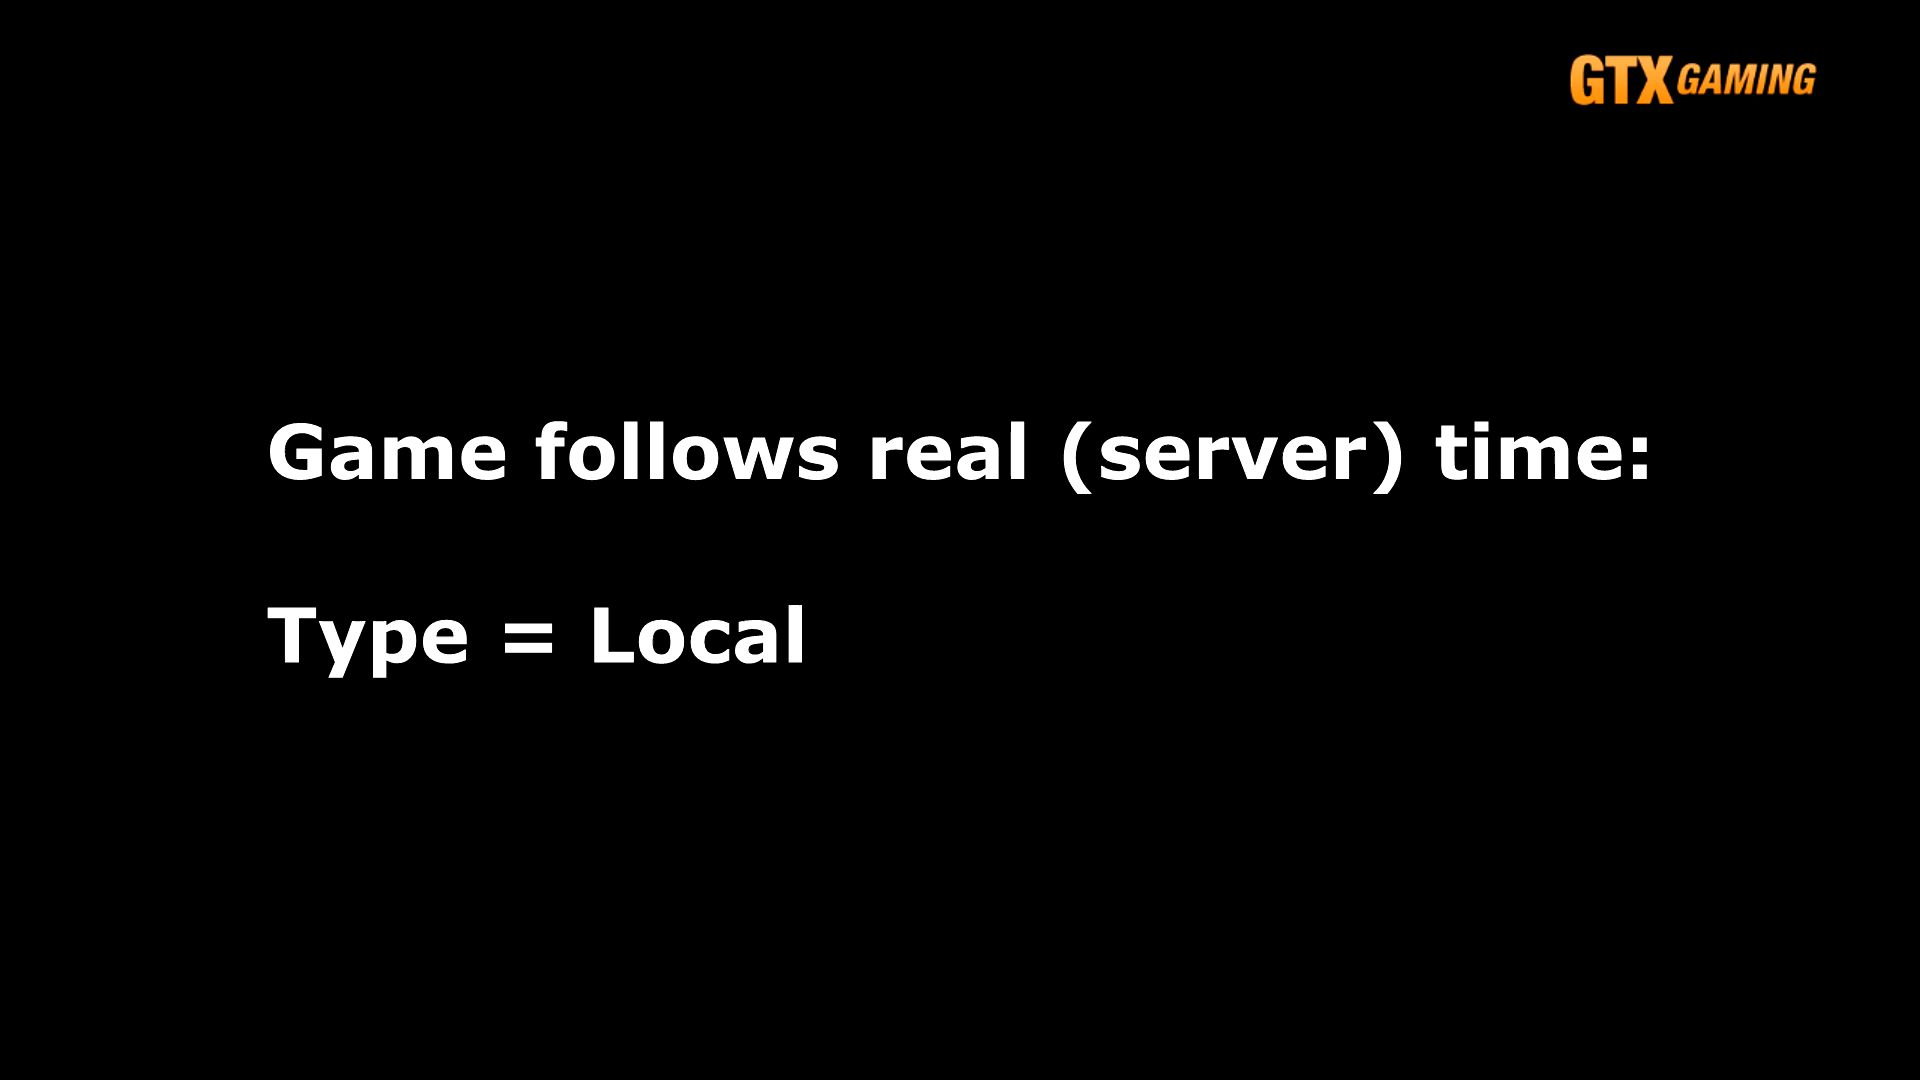 GTX GAMING
Game follows real (server) time:
Type = Local